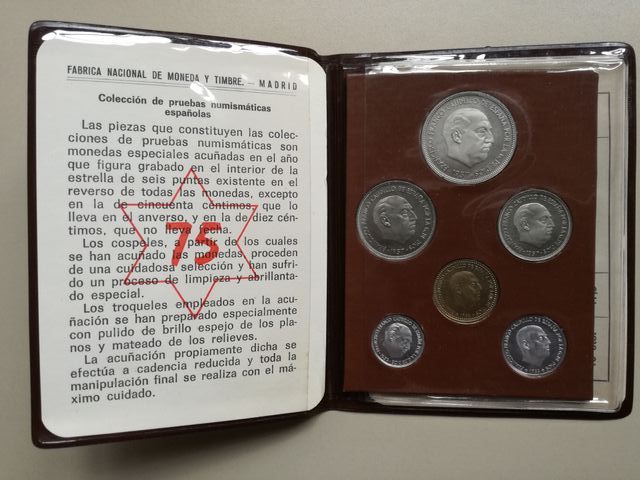 FABRICA NACIONAL DE MONEDA Y TIMBRE. — MADRID
Colección de pruebas numismáticas
españolas
Las piezas que constituyen las colec-
ciones de pruebas numismáticas son
monedas especiales acuñadas en el año
que figura grabado en el interior de la
estrella de seis puntas existente en el
reverso de todas las monedas, excepto
en la de cincuenta céntimos, que lo
lleva en el anverso, y en la de diez cén-
timos, que no lleva fecha.
Los cospeles, a partir de los cuales
se han acuñado las monedas, proceden
de una cuidadosa selección y han sufri-
do un proceso de limpieza y abrillanta-
do especial.
Los troqueles empleados en la acu-
ñación se han preparado especialmente
con pulido de brillo espejo de los pla-
nos y mateado de los relieves.
La acuñación propiamente dicha se
efectúa a cadencia reducida y toda la
manipulación final se realiza con el má-
ximo cuidado.
75